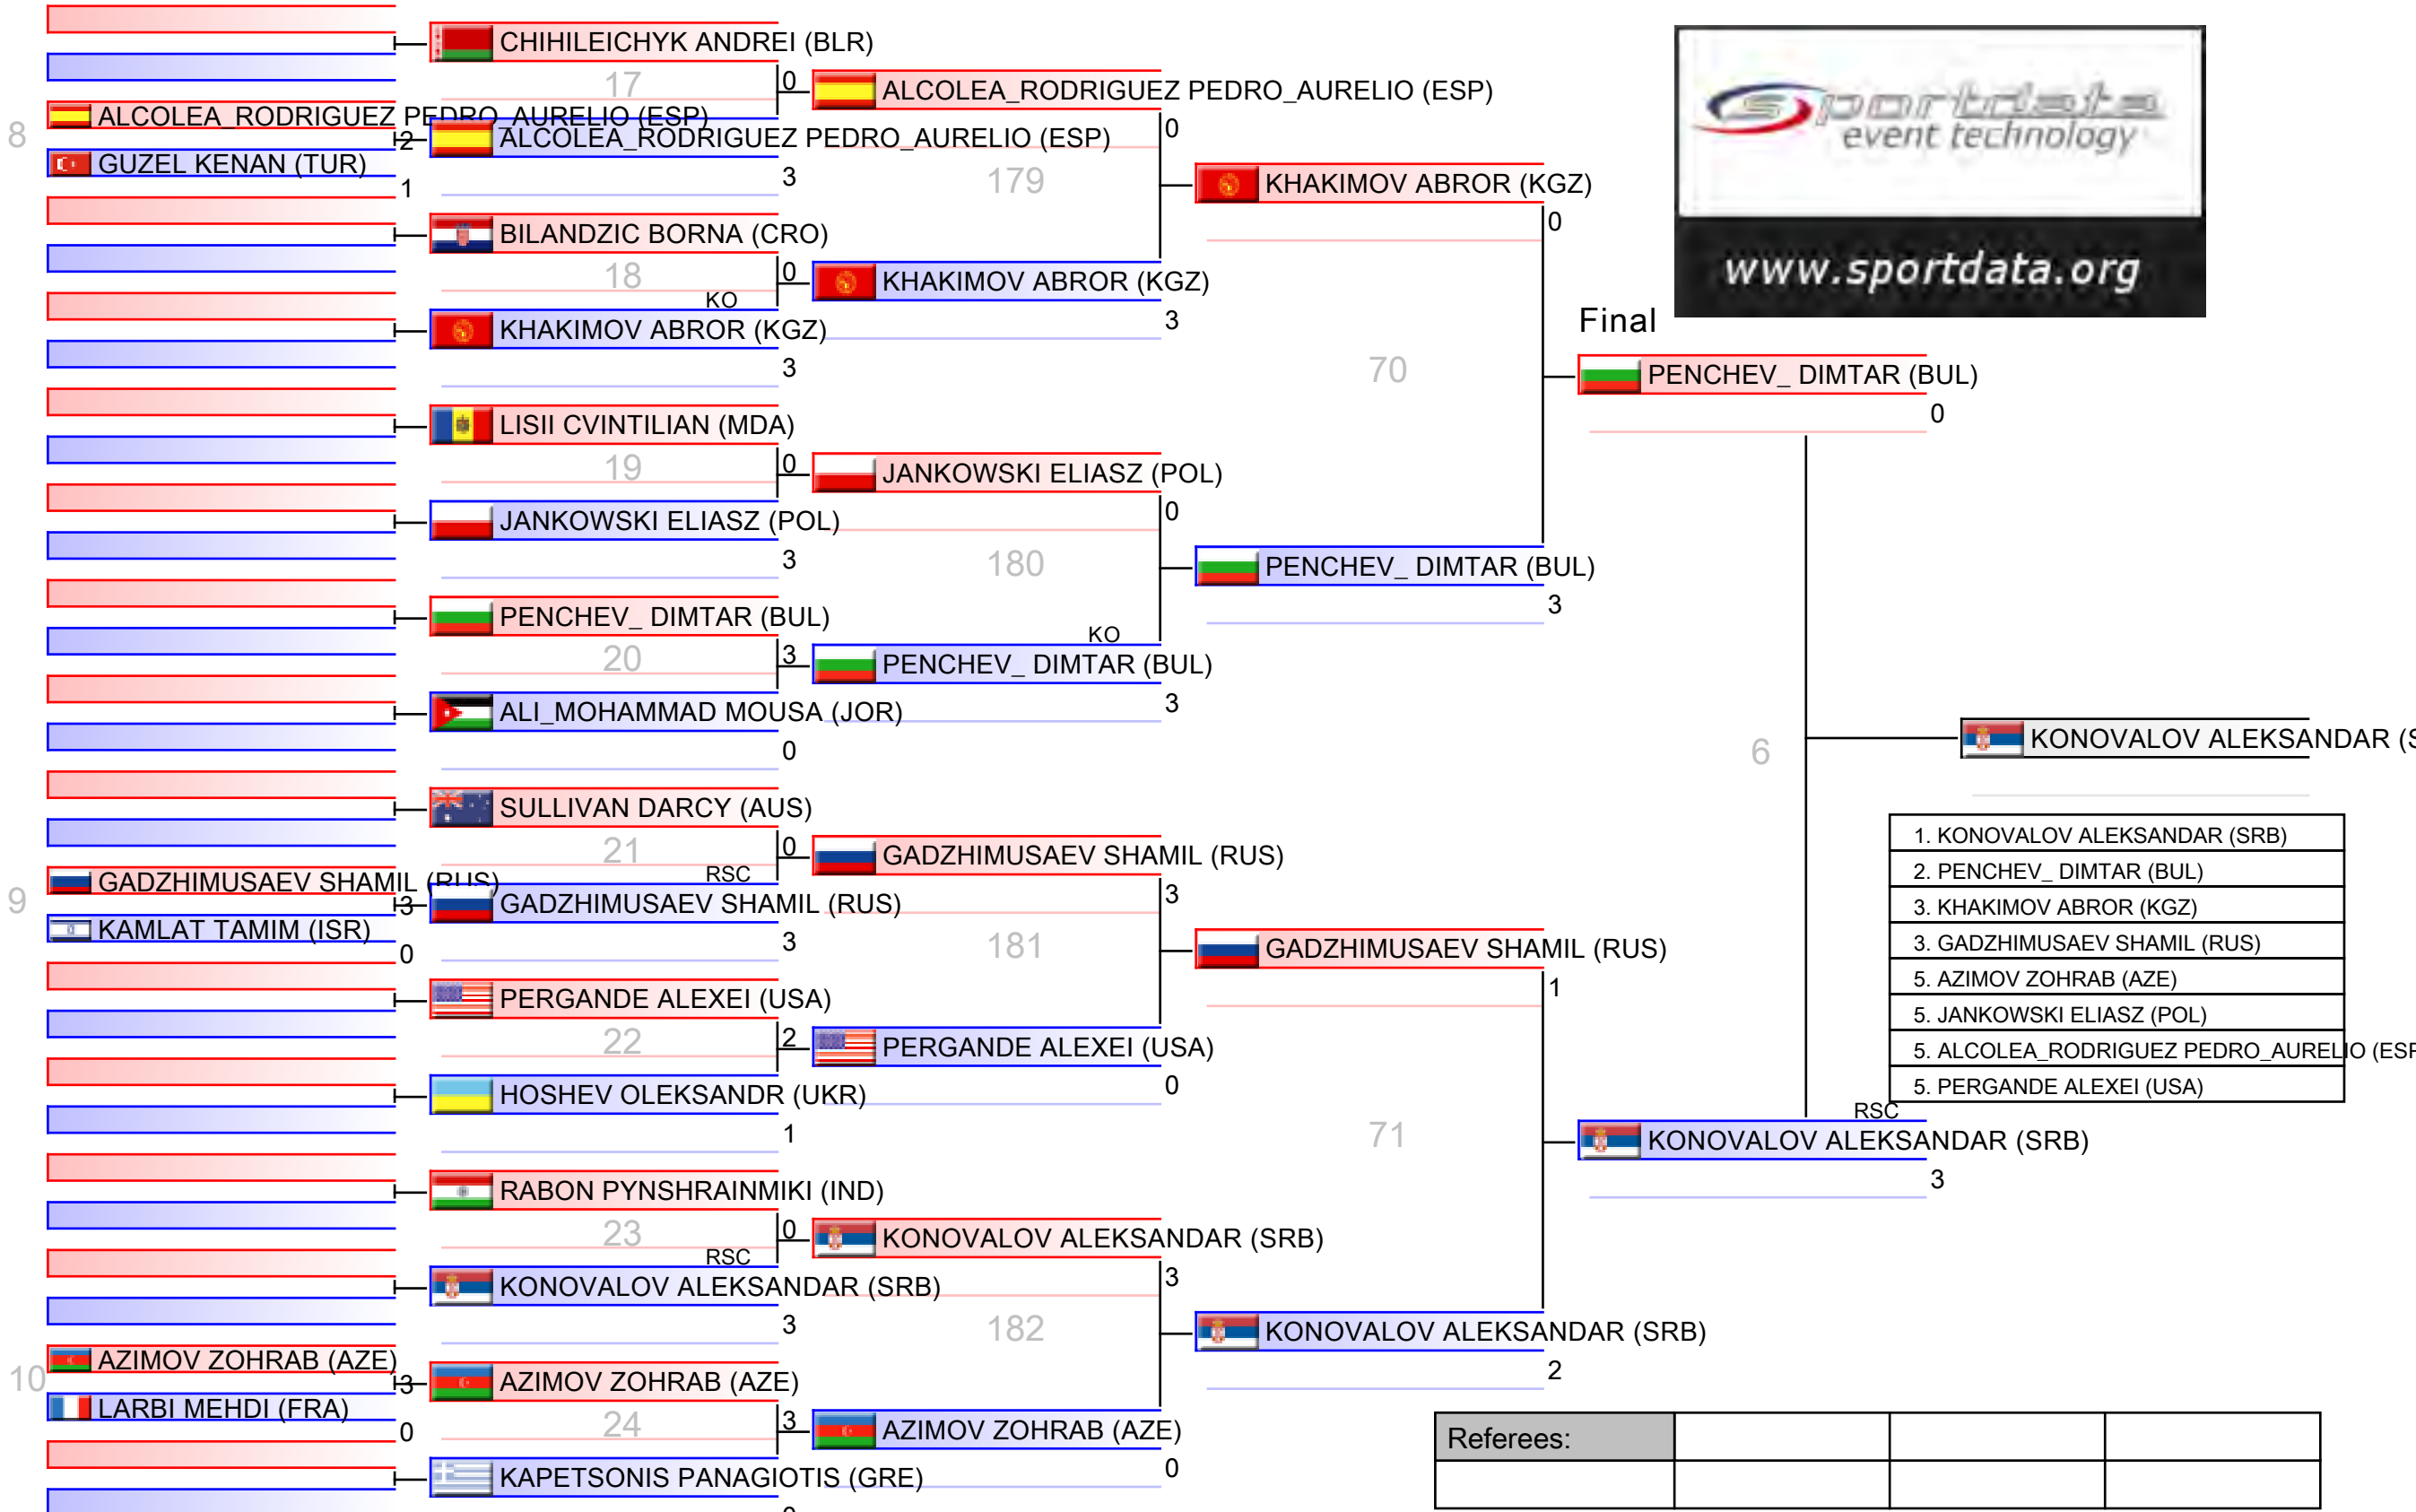 8
ALCOLEA_RODRIGUEZ PEDRO_AURELIO (ESP)
2
GUZEL KENAN (TUR)
1
9
GADZHIMUSAEV SHAMIL (RUS)
3
KAMLAT TAMIM (ISR)
0
10
AZIMOV ZOHRAB (AZE)
3
LARBI MEHDI (FRA)
0
CHIHILEICHYK ANDREI (BLR)
17
0
ALCOLEA_RODRIGUEZ PEDRO_AURELIO (ESP)
3
BILANDZIC BORNA (CRO)
18
0
KO
KHAKIMOV ABROR (KGZ)
3
LISII CVINTILIAN (MDA)
19
0
JANKOWSKI ELIASZ (POL)
3
PENCHEV_ DIMTAR (BUL)
20
3
ALI_MOHAMMAD MOUSA (JOR)
0
SULLIVAN DARCY (AUS)
21
0
RSC
GADZHIMUSAEV SHAMIL (RUS)
3
PERGANDE ALEXEI (USA)
22
2
HOSHEV OLEKSANDR (UKR)
1
RABON PYNSHRAINMIKI (IND)
23
0
RSC
KONOVALOV ALEKSANDAR (SRB)
3
AZIMOV ZOHRAB (AZE)
24
3
KAPETSONIS PANAGIOTIS (GRE)
ALCOLEA_RODRIGUEZ PEDRO_AURELIO (ESP)
0
179
KHAKIMOV ABROR (KGZ)
3
JANKOWSKI ELIASZ (POL)
0
180
KO
PENCHEV_ DIMTAR (BUL)
3
GADZHIMUSAEV SHAMIL (RUS)
3
181
PERGANDE ALEXEI (USA)
0
KONOVALOV ALEKSANDAR (SRB)
3
182
AZIMOV ZOHRAB (AZE)
0
KHAKIMOV ABROR (KGZ)
0
70
PENCHEV_ DIMTAR (BUL)
3
GADZHIMUSAEV SHAMIL (RUS)
1
71
KONOVALOV ALEKSANDAR (SRB)
2
sportdata
event technology
www.sportdata.org
Final
PENCHEV_ DIMTAR (BUL)
0
6
RSC
KONOVALOV ALEKSANDAR (SRB)
3
KONOVALOV ALEKSANDAR (S
1. KONOVALOV ALEKSANDAR (SRB)
2. PENCHEV_ DIMTAR (BUL)
3. KHAKIMOV ABROR (KGZ)
3. GADZHIMUSAEV SHAMIL (RUS)
5. AZIMOV ZOHRAB (AZE)
5. JANKOWSKI ELIASZ (POL)
5. ALCOLEA_RODRIGUEZ PEDRO_AURELIO (ESP
5. PERGANDE ALEXEI (USA)
Referees: